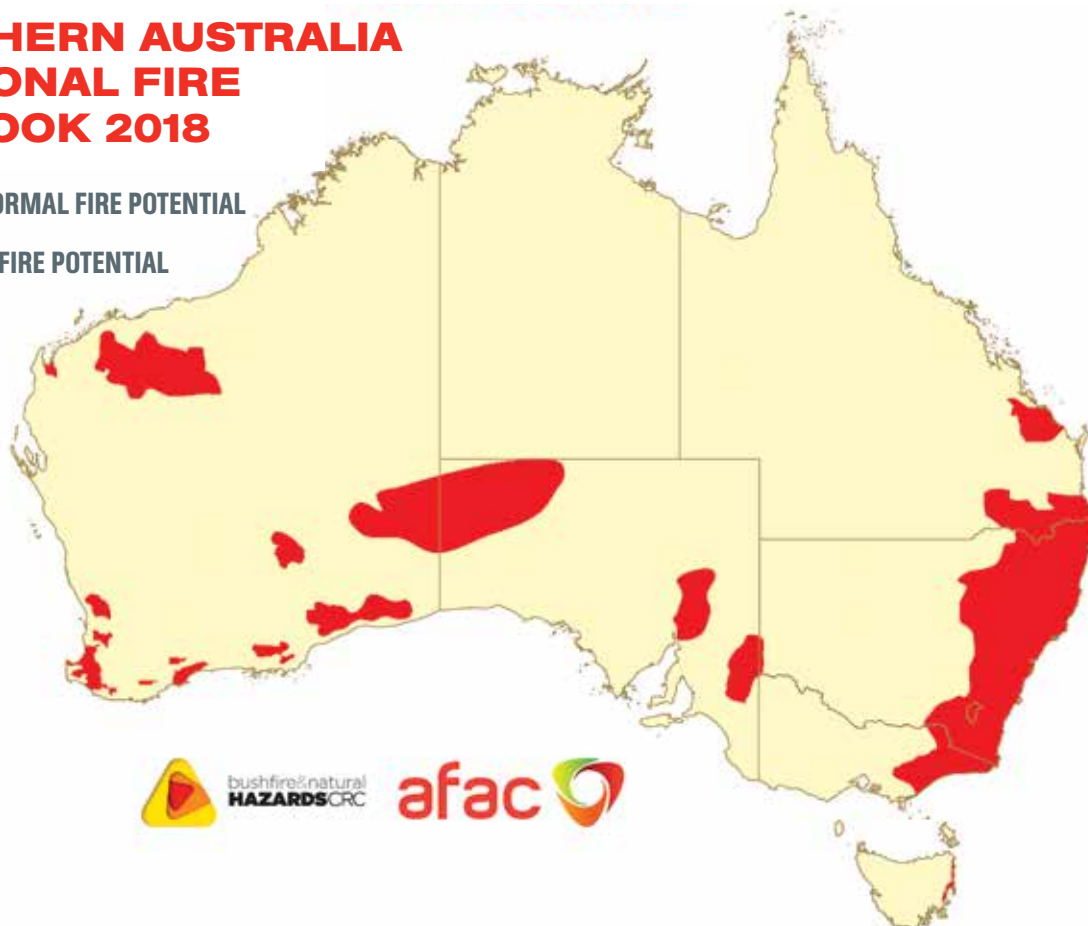 HERN AUSTRALIA
ONAL FIRE
OOK 2018
ORMAL FIRE POTENTIAL
FIRE POTENTIAL
bushfire&natural
HAZARDSCRC
afac